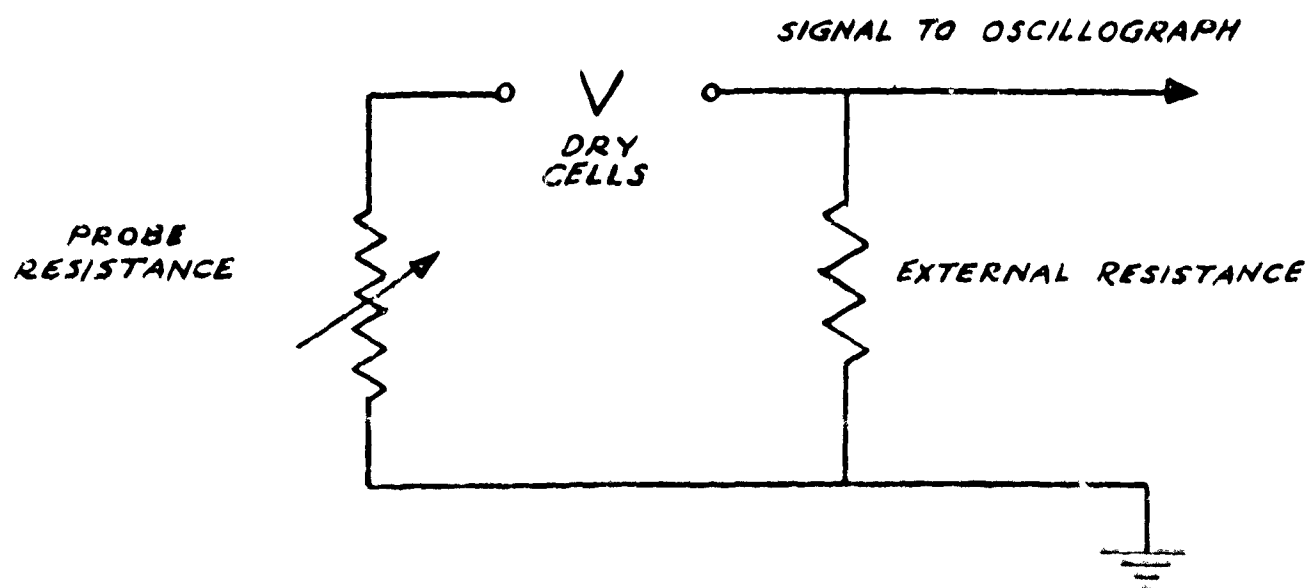 SIGNAL TO OSCILLOGRAPH
V
DRY
CELLS
PROBE
RESISTANCE
EXTERNAL RESISTANCE